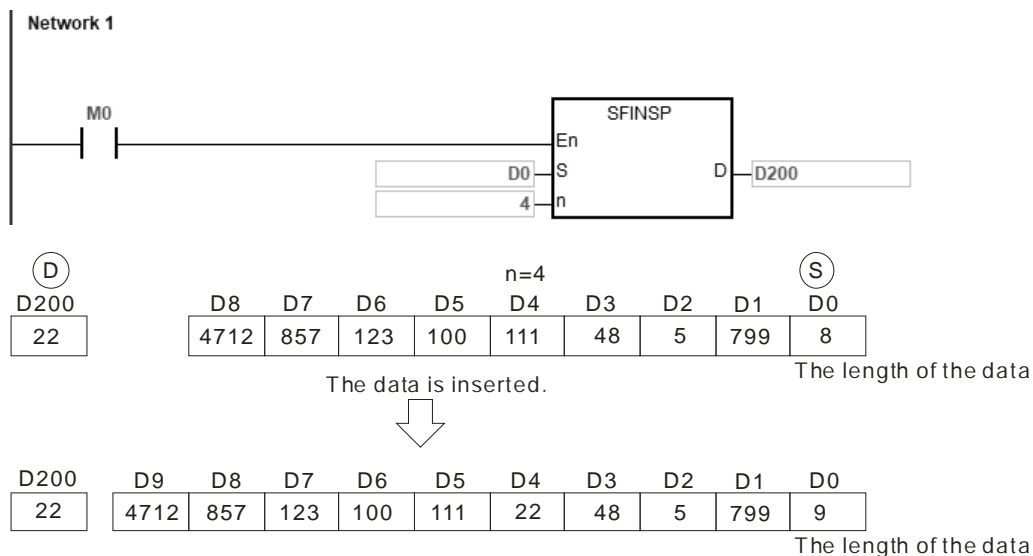 Network 1
M0
SFINSP
En
D0 S D D200
4 n
D n=4 S
D200 D8 D7 D6 D5 D4 D3 D2 D1 D0
22 4712 857 123 100 111 48 5 799 8
The length of the data
The data is inserted.
D200 D9 D8 D7 D6 D5 D4 D3 D2 D1 D0
22 4712 857 123 100 111 22 48 5 799 9
The length of the data